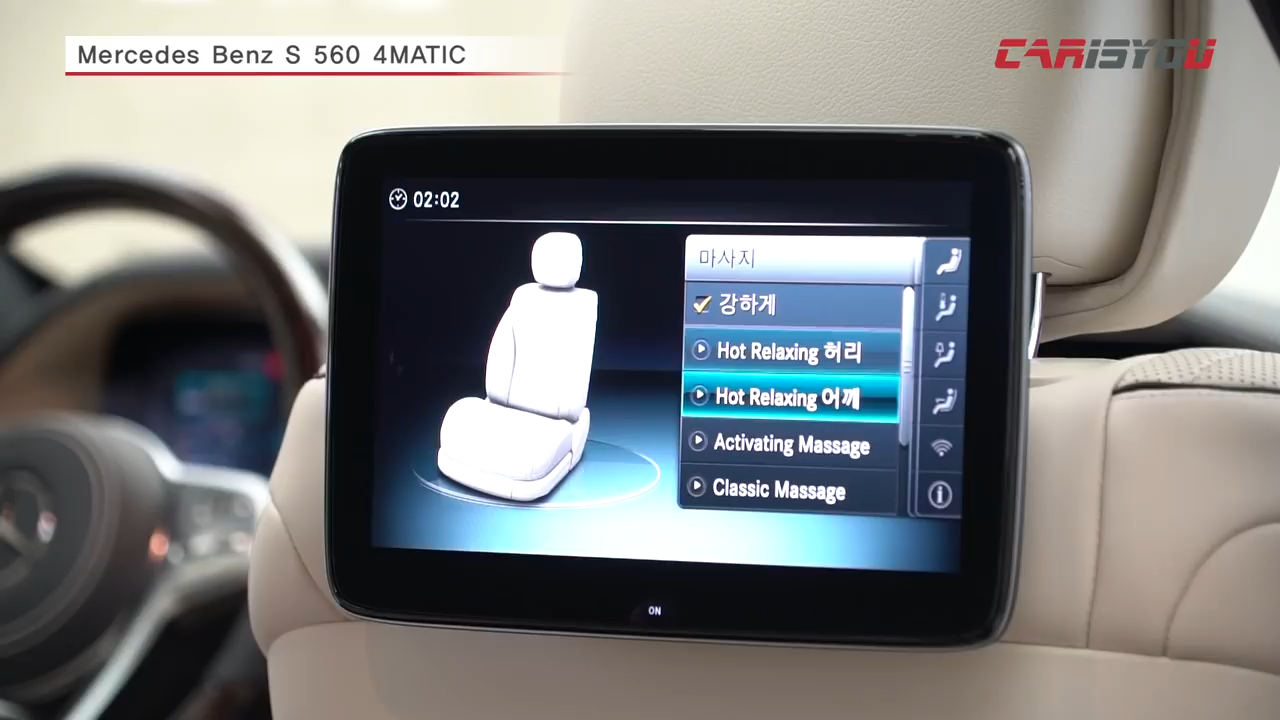 Mercedes Benz S 560 4MATIC
CARISYOU
02:02
마사지
강하게
Hot Relaxing 허리
Hot Relaxing 어깨
Activating Massage
Classic Massage
ON